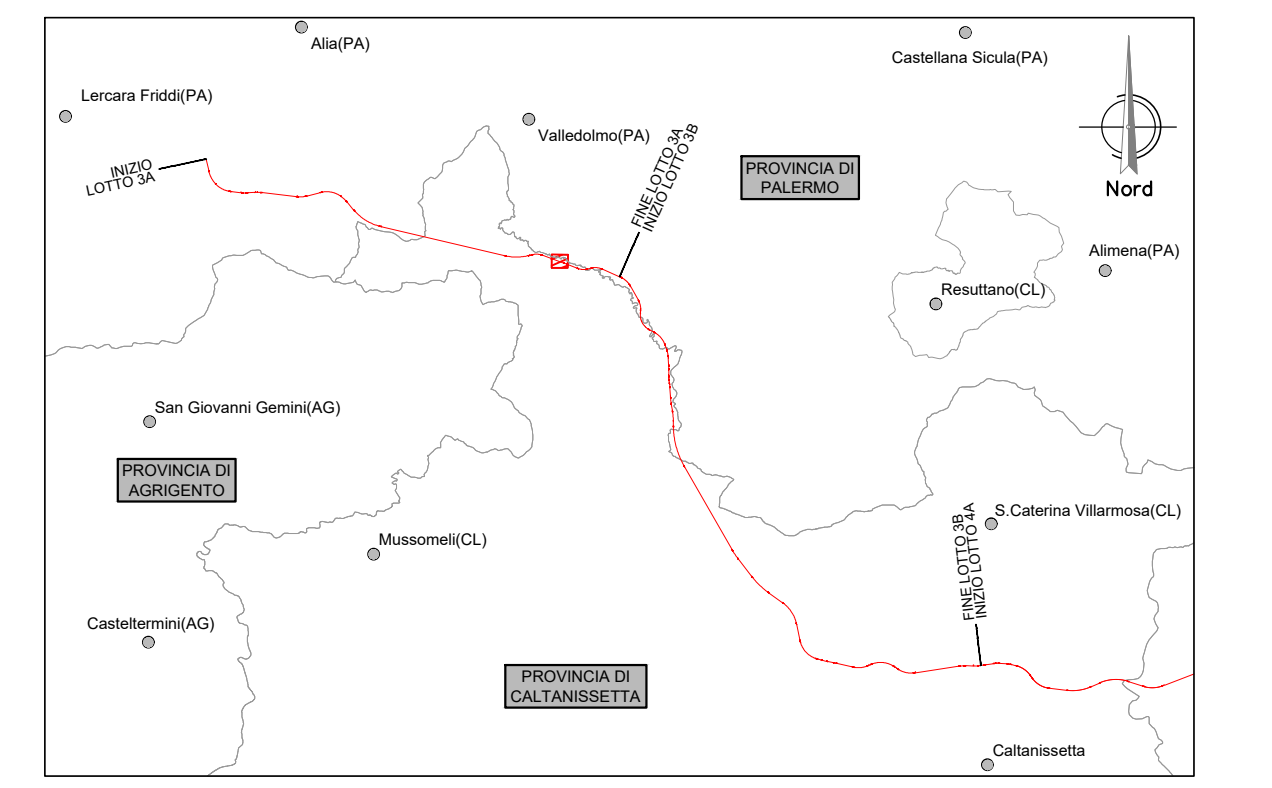 Alia(PA)
Castellana Sicula(PA)
Lercara Friddi(PA)
Valledolmo(PA)
INIZIO
LOTTO 3A
FINE LOTTO 3A
INIZIO LOTTO 3B
PROVINCIA DI
PALERMO
Nord
Alimena(PA)
Resuttano(CL)
San Giovanni Gemini(AG)
PROVINCIA DI
AGRIGENTO
S.Caterina Villarmosa(CL)
FINE LOTTO 3B
INIZIO LOTTO 4A
Mussomeli(CL)
Casteltermini(AG)
PROVINCIA DI
CALTANISSETTA
Caltanissetta